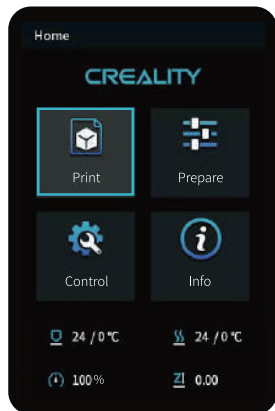 Home
CREALITY
Print Prepare
Control Info
24 / 0 ℃ 24 / 0 ℃
100% 0.00